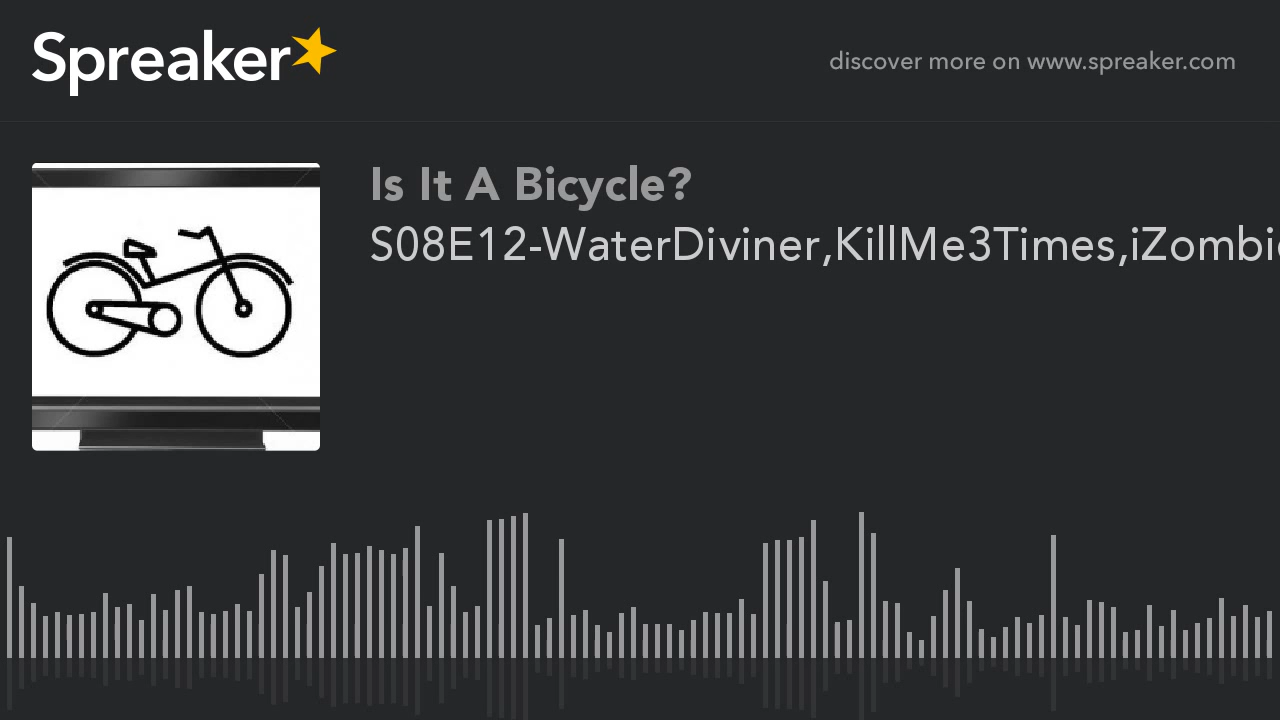 Spreaker
discover more on www.spreaker.com
Is It A Bicycle?
S08E12-WaterDiviner,KillMe3Times,iZombi